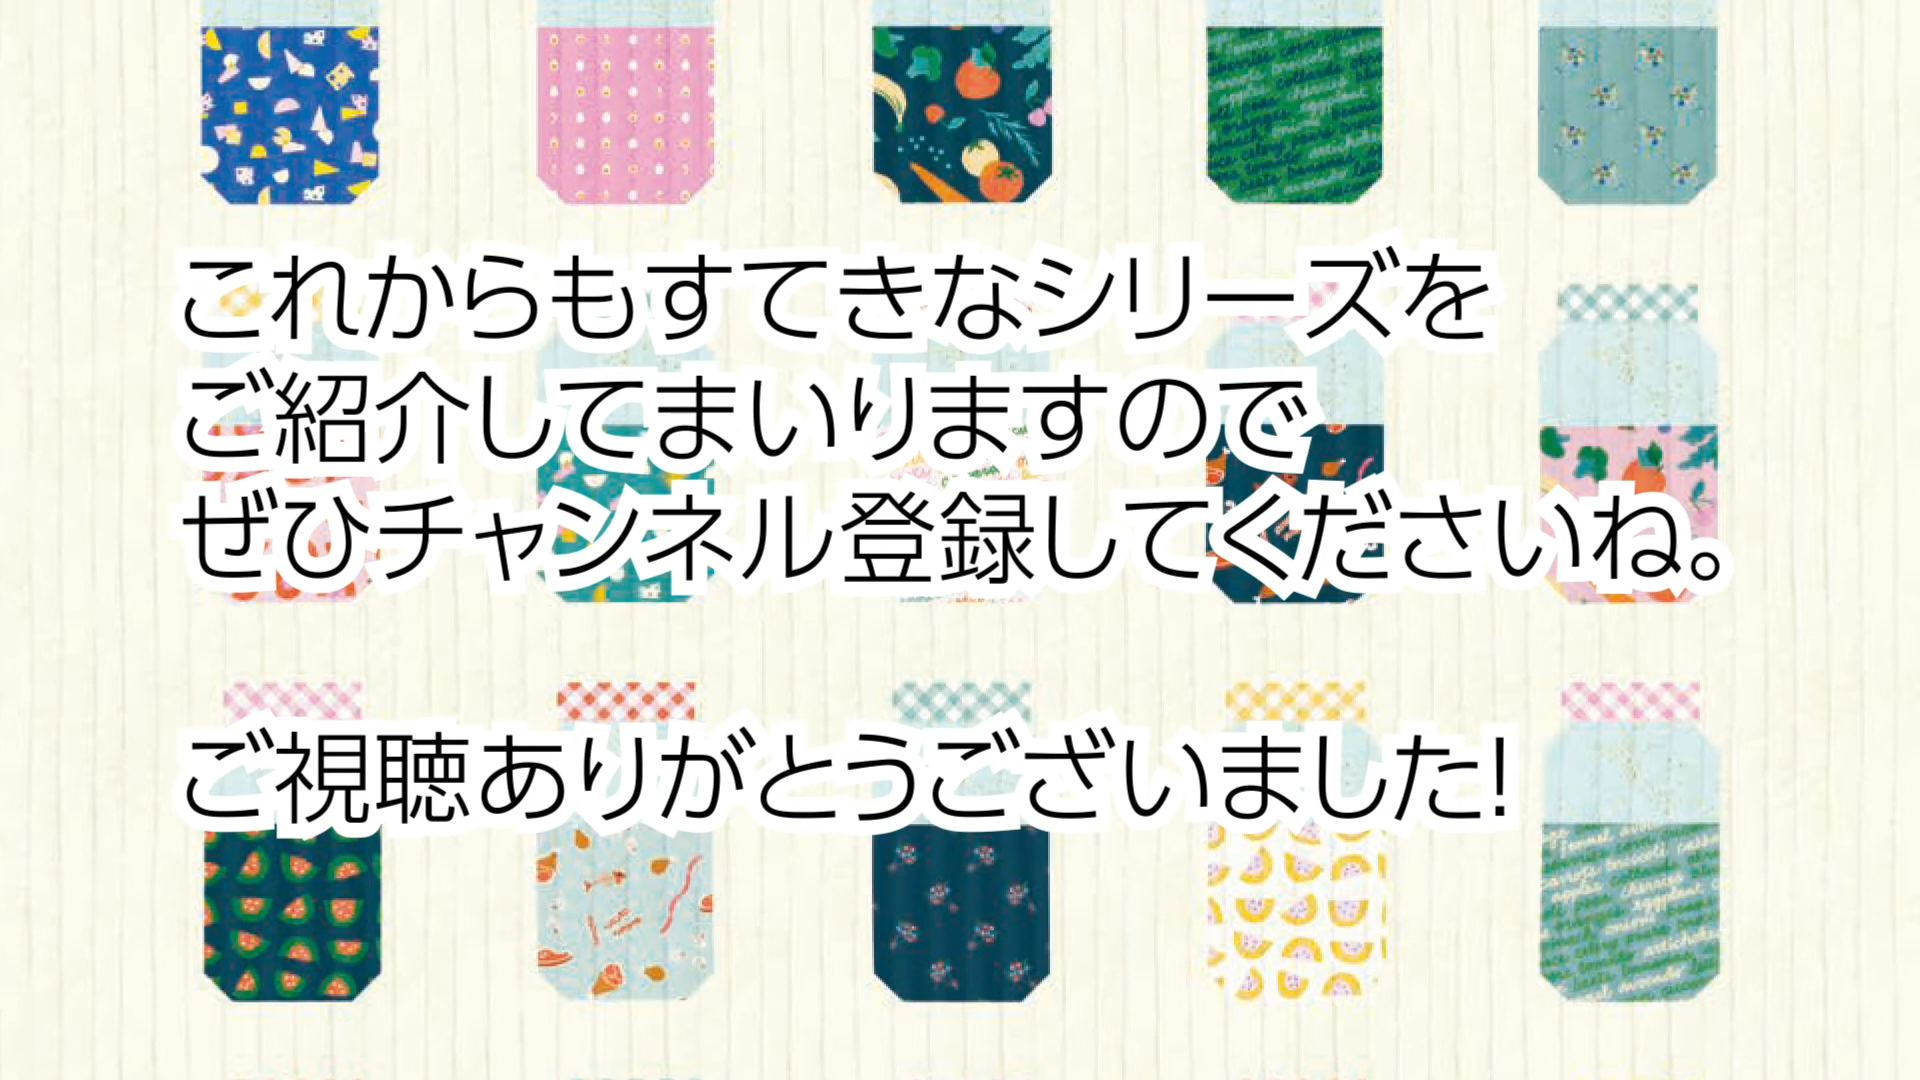 これからもすてきなシリーズを
ご紹介してまいりますので
ぜひチャンネル登録してくださいね。
ご視聴ありがとうございました!